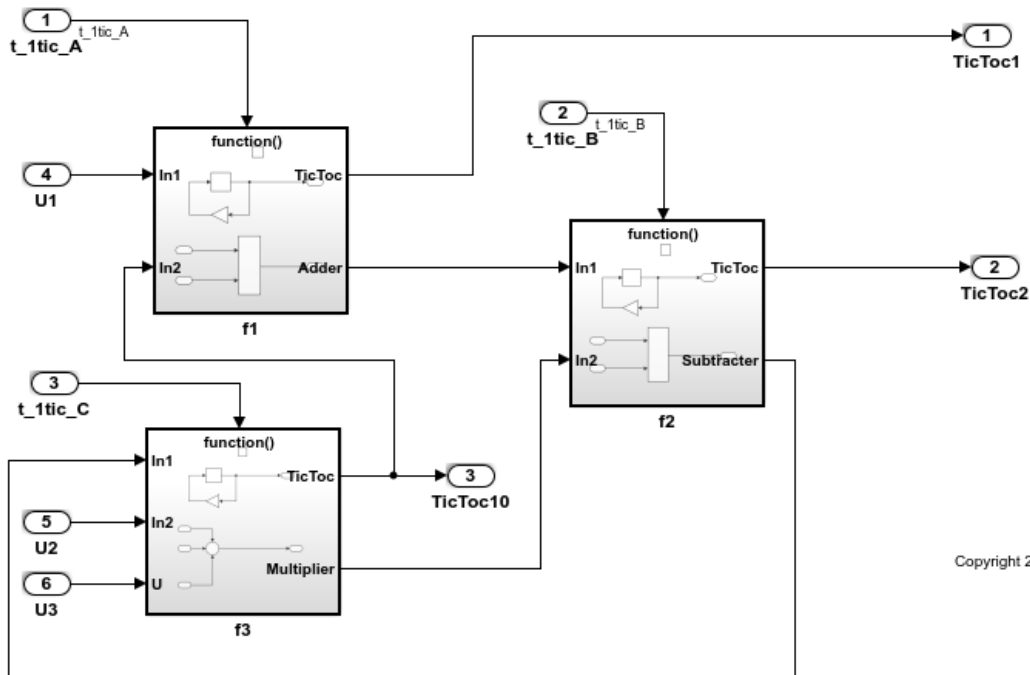 1
t_1tic_A
t_1tic_A
1
TicToc1
function()
2
t_1tic_B
t_1tic_B
4
U1
In1
TicToc
In2
Adder
f1
function()
In1
TicToc
2
TicToc2
In2
Subtracter
f2
3
t_1tic_C
function()
In1
TicToc
3
TicToc10
5
U2
In2
Multiplier
6
U3
U
f3
Copyright 2